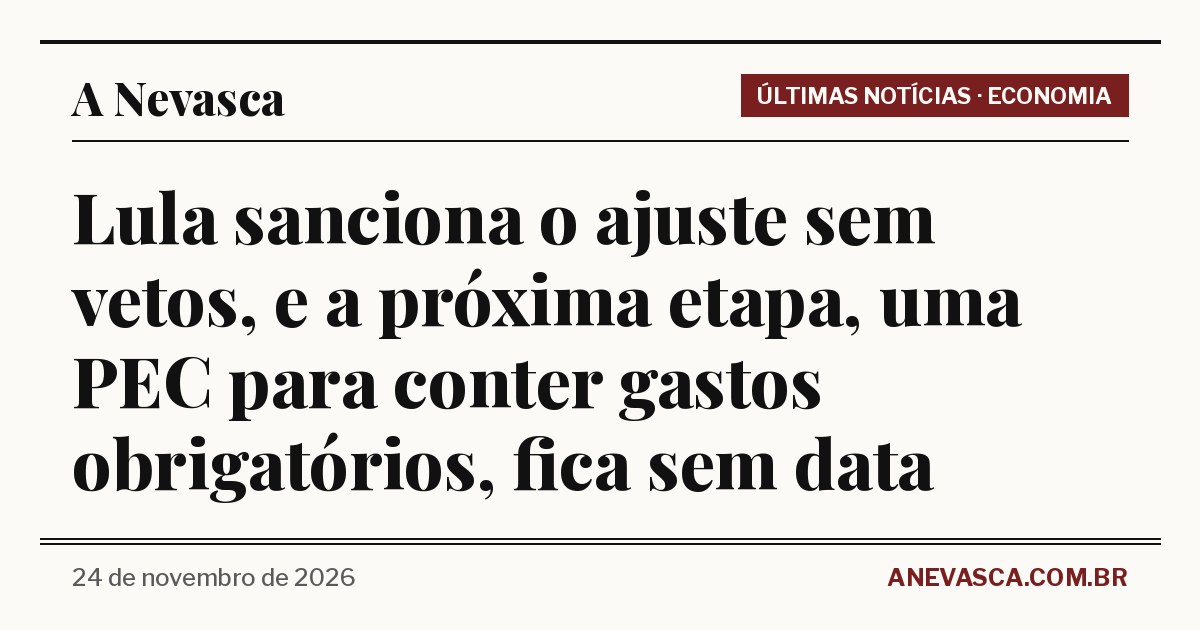 A Nevasca
ÚLTIMAS NOTÍCIAS · ECONOMIA
Lula sanciona o ajuste sem
vetos, e a próxima etapa, uma
PEC para conter gastos
obrigatórios, fica sem data
24 de novembro de 2026
ANEVASCA.COM.BR